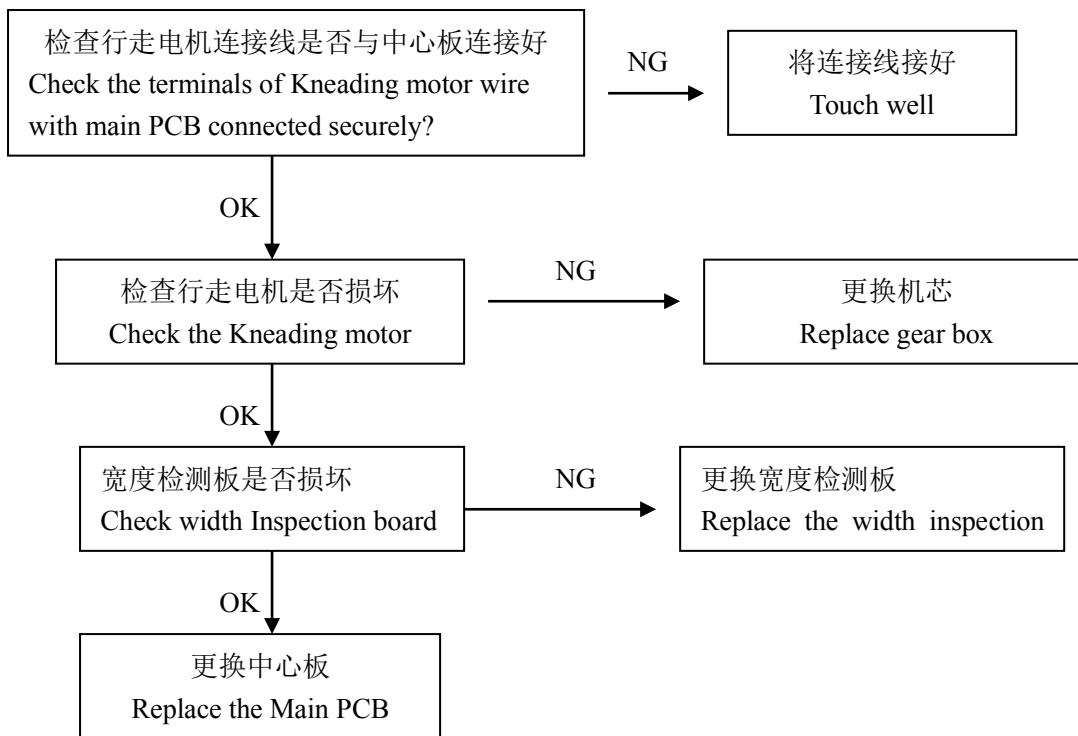 检查行走电机连接线是否与中心板连接好
Check the terminals of Kneading motor wire
with main PCB connected securely?
NG
将连接线接好
Touch well
OK
检查行走电机是否损坏
Check the Kneading motor
NG
更换机芯
Replace gear box
OK
宽度检测板是否损坏
Check width Inspection board
NG
更换宽度检测板
Replace the width inspection
OK
更换中心板
Replace the Main PCB